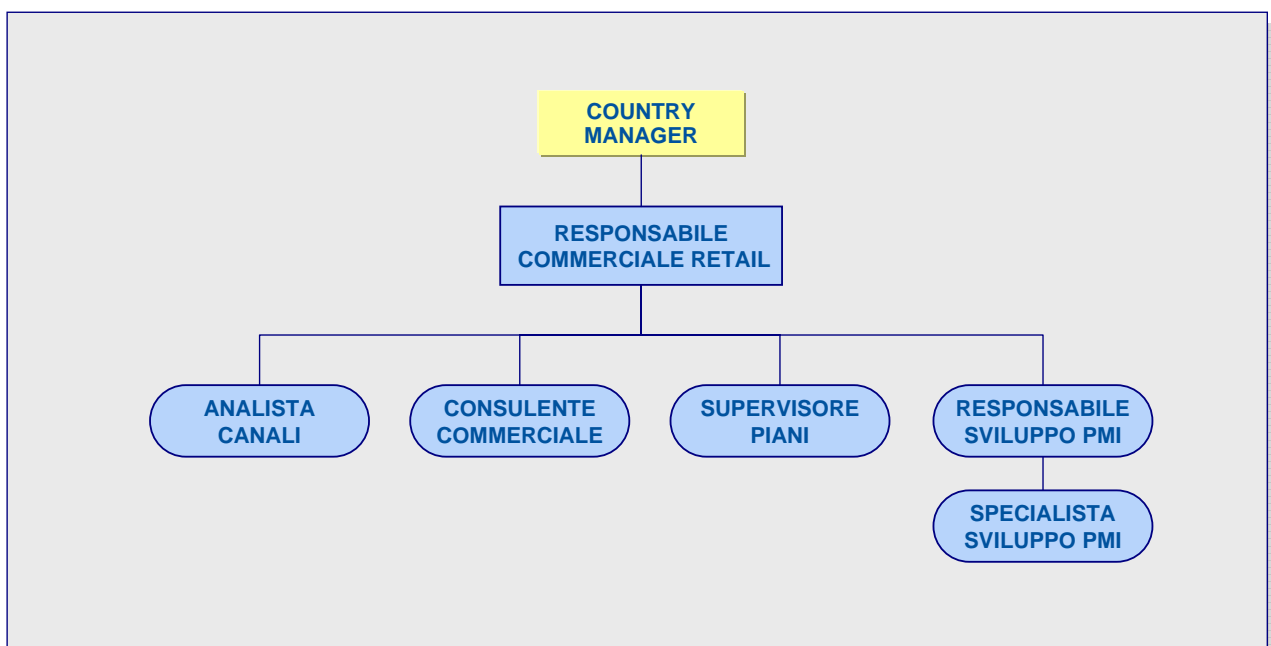 COUNTRY
MANAGER
RESPONSABILE
COMMERCIALE RETAIL
ANALISTA
CANALI
CONSULENTE
COMMERCIALE
SUPERVISORE
PIANI
RESPONSABILE
SVILUPPO PMI
SPECIALISTA
SVILUPPO PMI